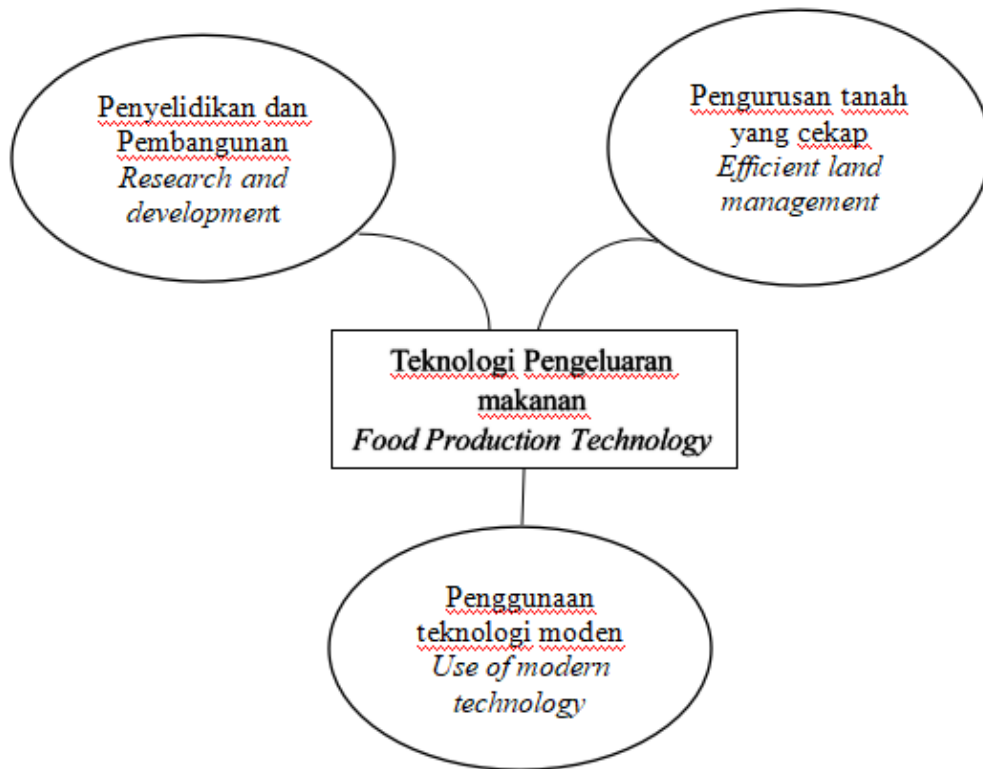 Penyelidikan dan
Pembangunan
Research and
development
Pengurusan tanah
yang cekap
Efficient land
management
Teknologi Pengeluaran
makanan
Food Production Technology
Penggunaan
teknologi moden
Use of modern
technology